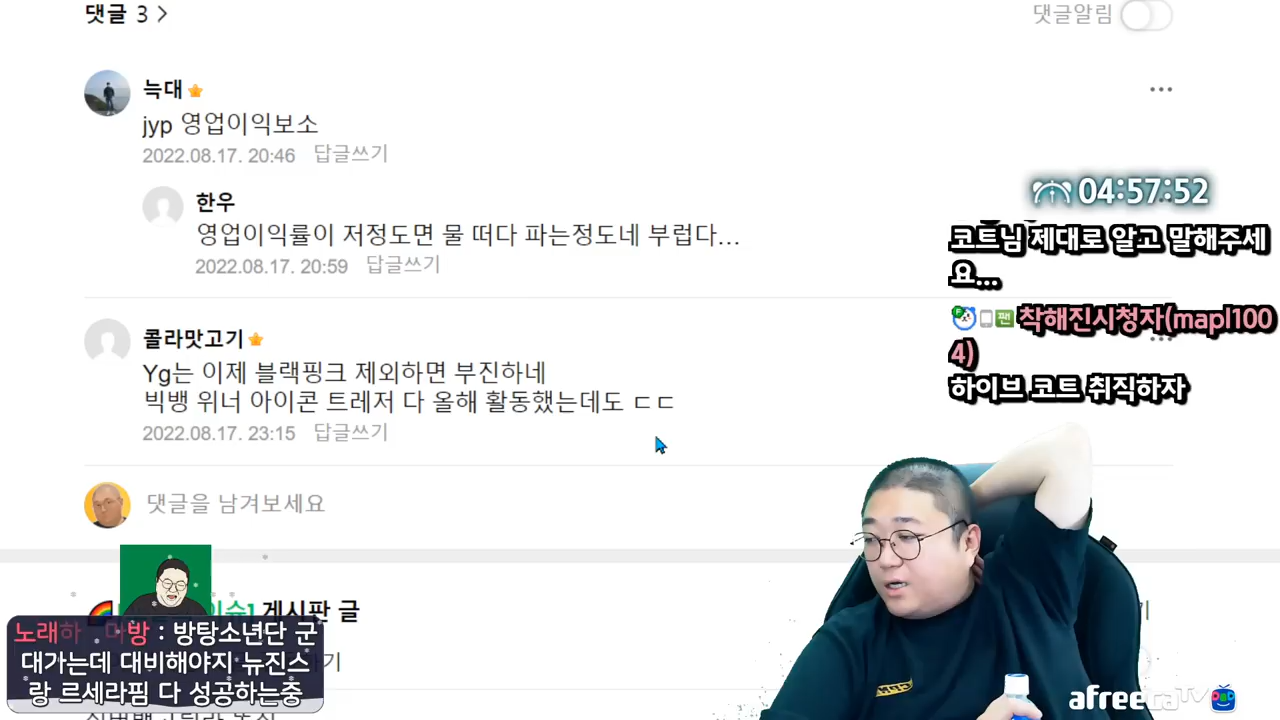 댓글 3 >
댓글알림
늑대
jyp 영업이익보소
2022.08.17. 20:46 답글쓰기
한우
영업이익률이 저정도면 물 떠다 파는정도네 부럽다...
2022.08.17. 20:59 답글쓰기
콜라맛고기
Yg는 이제 블랙핑크 제외하면 부진하네
빅뱅 위너 아이콘 트레저 다 올해 활동했는데도 ㄷㄷ
2022.08.17. 23:15 답글쓰기
댓글을 남겨보세요
04:57:52
코트님 제대로 알고 말해주세
요...
팬 착해진시청자(mapl100
4)
하이브 코트 취직하자
이슈] 게시판 글
노래하 마방 : 방탕소년단 군
대가는데 대비해야지 뉴진스
랑 르세라핌 다 성공하는중
afreecaTV